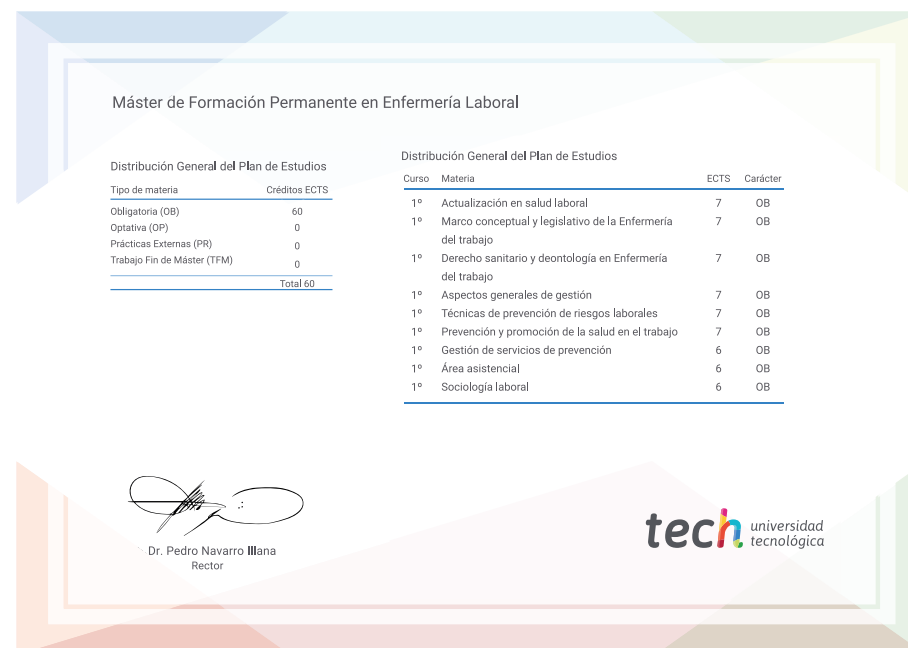 Máster de Formación Permanente en Enfermería Laboral
Distribución General del Plan de Estudios
Tipo de materia Créditos ECTS
Obligatoria (OB) 60
Optativa (OP) 0
Prácticas Externas (PR) 0
Trabajo Fin de Máster (TFM) 0
Total 60
Distribución General del Plan de Estudios
Curso Materia ECTS Carácter
1º Actualización en salud laboral 7 OB
1º Marco conceptual y legislativo de la Enfermería 7 OB
del trabajo
1º Derecho sanitario y deontología en Enfermería 7 OB
del trabajo
1º Aspectos generales de gestión 7 OB
1º Técnicas de prevención de riesgos laborales 7 OB
1º Prevención y promoción de la salud en el trabajo 7 OB
1º Gestión de servicios de prevención 6 OB
1º Área asistencial 6 OB
1º Sociología laboral 6 OB
Dr. Pedro Navarro Illana
Rector
tech universidad
tecnológica